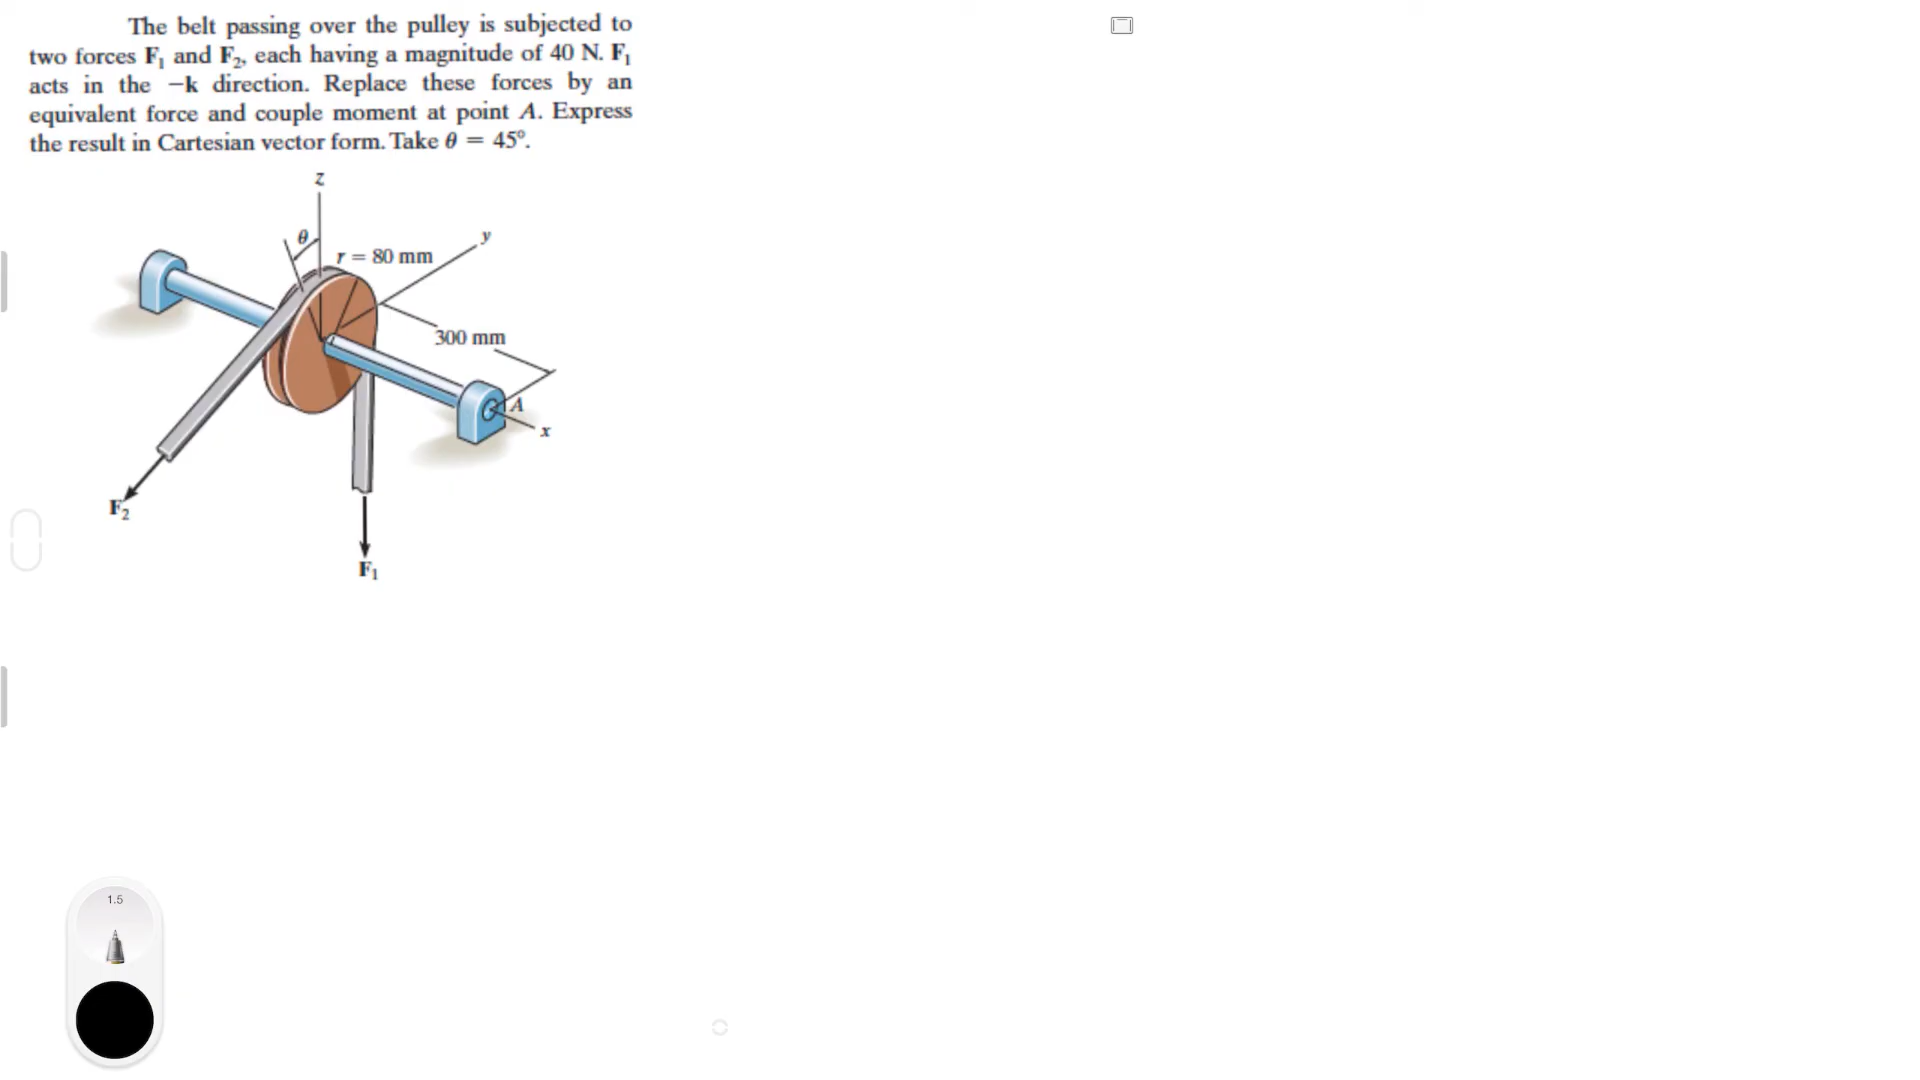 The belt passing over the pulley is subjected to
two forces F₁ and F₂, each having a magnitude of 40 N. F₁
acts in the −k direction. Replace these forces by an
equivalent force and couple moment at point A. Express
the result in Cartesian vector form. Take θ = 45°.
z
θ
y
r = 80 mm
300 mm
A
x
F₂
F₁
1.5